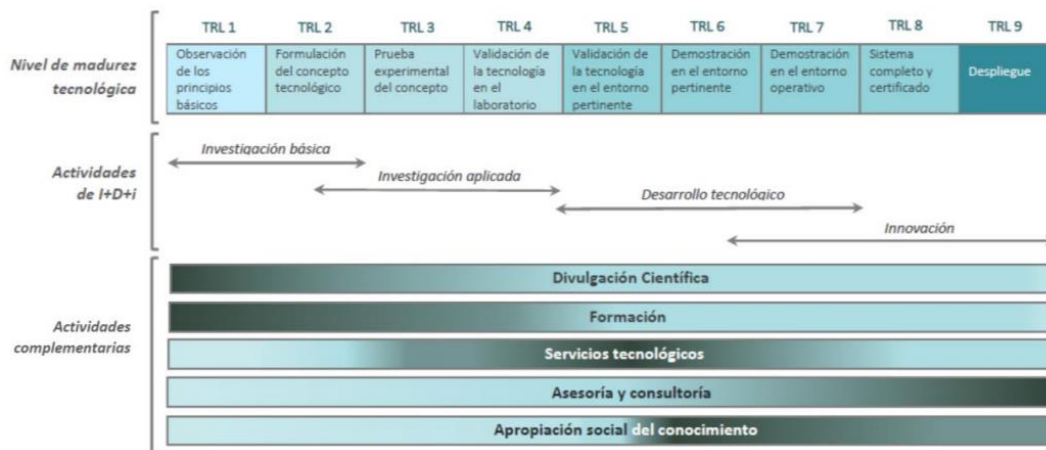 TRL 1 TRL 2 TRL 3 TRL 4 TRL 5 TRL 6 TRL 7 TRL 8 TRL 9
Nivel de madurez
tecnológica
Observación
de los
principios
básicos
Formulación
del concepto
tecnológico
Prueba
experimental
del concepto
Validación de
la tecnología
en el
laboratorio
Validación de
la tecnología
en el entorno
pertinente
Demostración
en el entorno
pertinente
Demostración
en el entorno
operativo
Sistema
completo y
certificado
Despliegue
Actividades
de I+D+i
Investigación básica
Investigación aplicada
Desarrollo tecnológico
Innovación
Actividades
complementarias
Divulgación Científica
Formación
Servicios tecnológicos
Asesoría y consultoría
Apropiación social del conocimiento